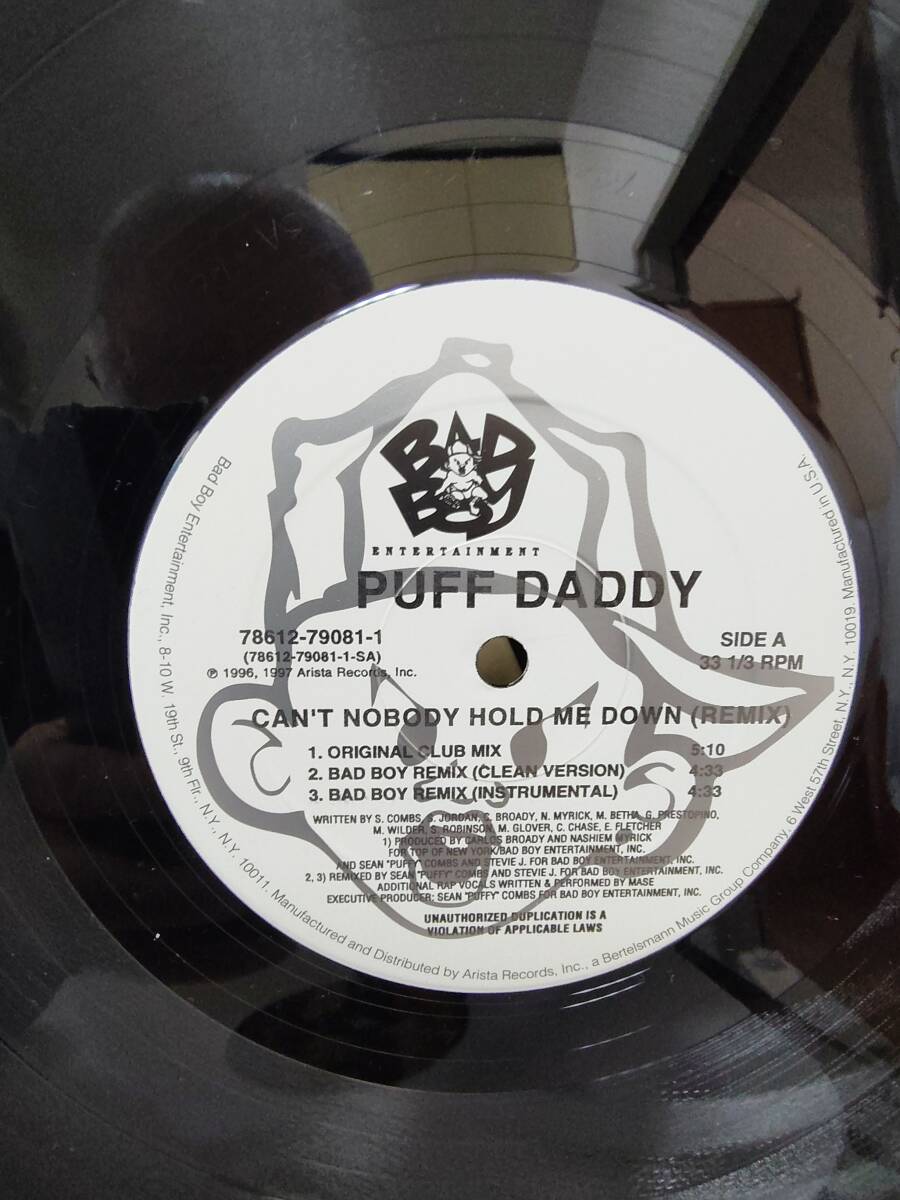 BAD
BOY
ENTERTAINMENT
PUFF DADDY
78612-79081-1
(78612-79081-1-SA)
℗ 1996, 1997 Arista Records, Inc.
SIDE A
33 1/3 RPM
CAN'T NOBODY HOLD ME DOWN (REMIX)
1. ORIGINAL CLUB MIX 5:10
2. BAD BOY REMIX (CLEAN VERSION) 4:33
3. BAD BOY REMIX (INSTRUMENTAL) 4:33
WRITTEN BY S. COMBS, S. JORDAN, C. BROADY, N. MYRICK, M. BETHA, G. PRESTOPINO,
M. WILDER, S. ROBINSON, M. GLOVER, C. CHASE, E. FLETCHER
1) PRODUCED BY CARLOS BROADY AND NASHIEM MYRICK
FOR TOP OF NEW YORK/BAD BOY ENTERTAINMENT, INC.
AND SEAN "PUFFY" COMBS AND STEVIE J. FOR BAD BOY ENTERTAINMENT, INC.
2, 3) REMIXED BY SEAN "PUFFY" COMBS AND STEVIE J. FOR BAD BOY ENTERTAINMENT, INC.
ADDITIONAL RAP VOCALS WRITTEN & PERFORMED BY MASE
EXECUTIVE PRODUCER: SEAN "PUFFY" COMBS FOR BAD BOY ENTERTAINMENT, INC.
UNAUTHORIZED DUPLICATION IS A
VIOLATION OF APPLICABLE LAWS
Bad Boy Entertainment, Inc., 8-10 W. 19th St., 9th Flr., N.Y., N.Y. 10011. Manufactured and Distributed by Arista Records, Inc., a Bertelsmann Music Group Company, 6 West 57th Street, N.Y., N.Y. 10019. Manufactured in U.S.A.